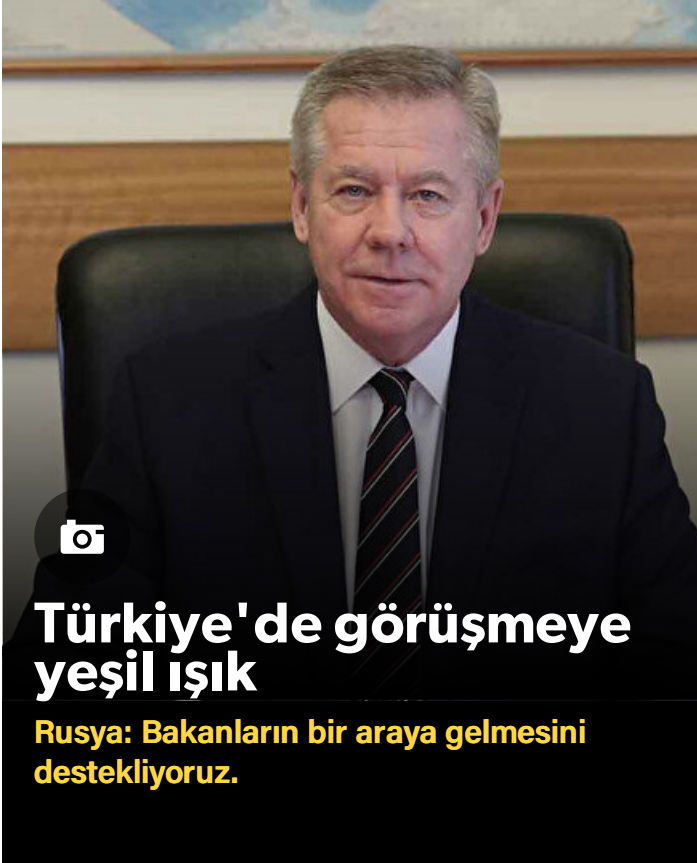 Türkiye'de görüşmeye
yeşil ışık
Rusya: Bakanların bir araya gelmesini
destekliyoruz.